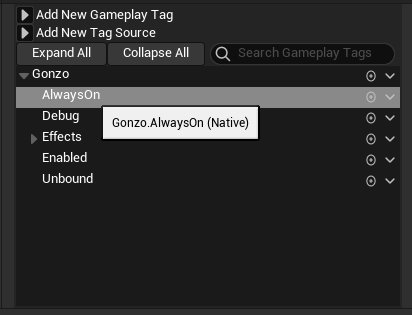 Add New Gameplay Tag
Add New Tag Source
Expand All Collapse All Search Gameplay Tags
Gonzo
AlwaysOn
Debug
Gonzo.AlwaysOn (Native)
Effects
Enabled
Unbound